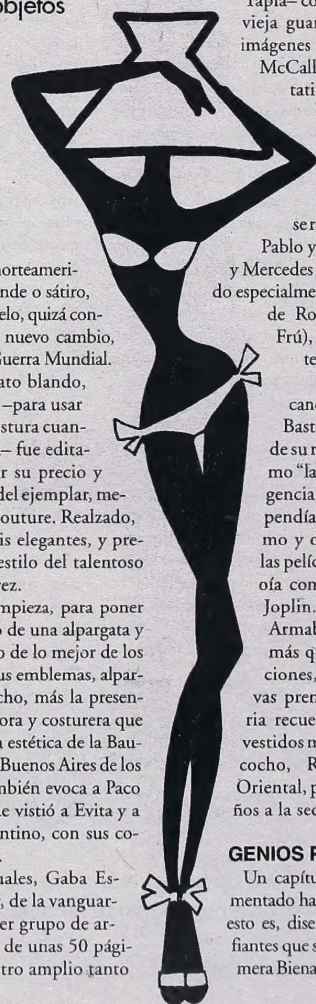 objetos
norteameri-
nde o sátiro,
elo, quizá con-
nuevo cambio,
Guerra Mundial.
ato blando,
–para usar
stura cuan-
– fue edita-
r su precio y
del ejemplar, me-
outure. Realzado,
is elegantes, y pre-
estilo del talentoso
rez.
mpieza, para poner
o de una alpargata y
o de lo mejor de los
us emblemas, alpar-
cho, más la presen-
ora y costurera que
a estética de la Bau-
Buenos Aires de los
mbién evoca a Paco
e vistió a Evita y a
ntino, con sus co-
uales, Gaba Es-
, de la vanguar-
er grupo de ar-
de unas 50 pági-
tro amplio tanto
Tapia– co
vieja guar
imágenes
McCall
tati
ser
Pablo y
y Mercedes
do especialme
de Ro
Frú),
te
cano
Basti
de su r
mo "la
gencia
pendía
mo y c
las pelíc
oía com
Joplin.
Armab
más q
ciones,
vas pren
ria recue
vestidos m
cocho, R
Oriental, p
ños a la sec
GENIOS P
Un capítu
mentado ha
esto es, diser
fiantes que s
mera Biena